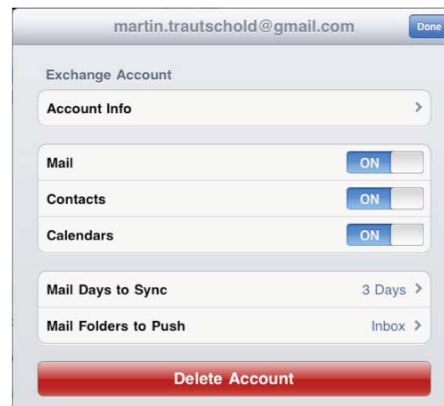 martin.trautschold@gmail.com Done
Exchange Account
Account Info
Mail ON
Contacts ON
Calendars ON
Mail Days to Sync 3 Days
Mail Folders to Push Inbox
Delete Account